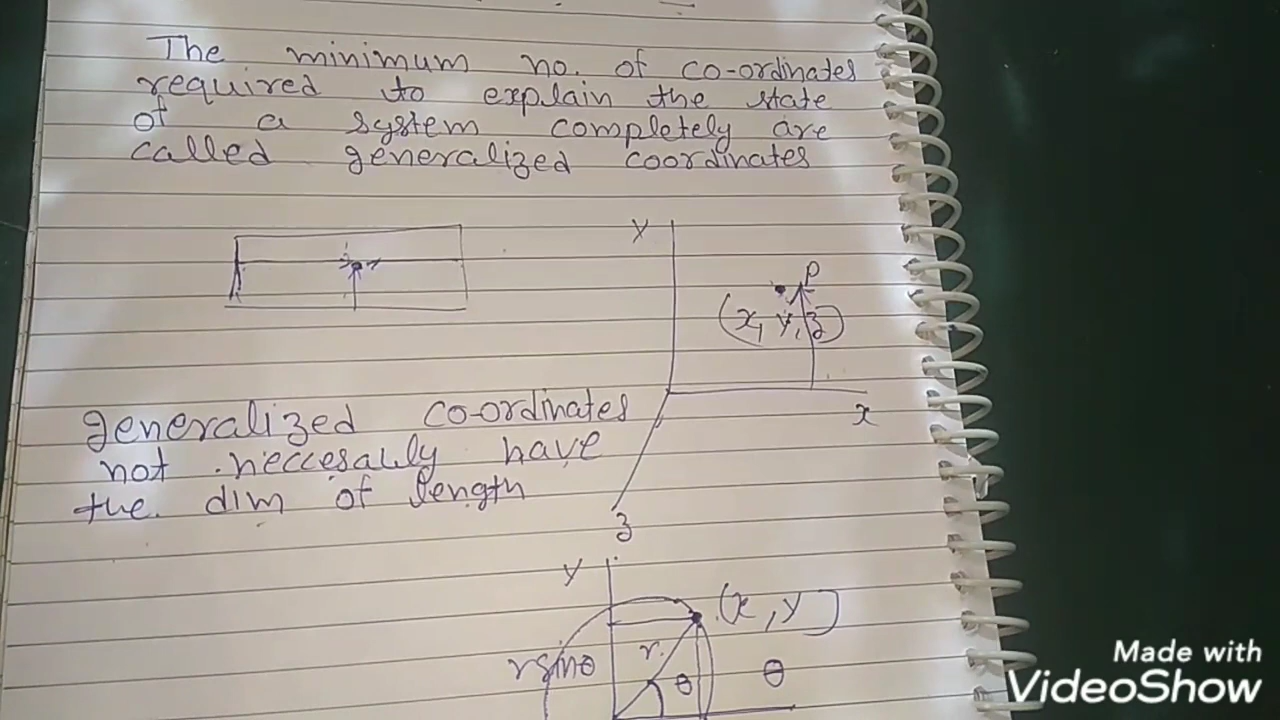 The minimum no. of co-ordinates
required to explain the state
of a system completely are
called generalized coordinates
y
P
(x, y, z)
x
generalized co-ordinates
not neccesauly have
the dim of length
z
y
(x, y)
r
rsinθ
θ
θ
Made with
VideoShow